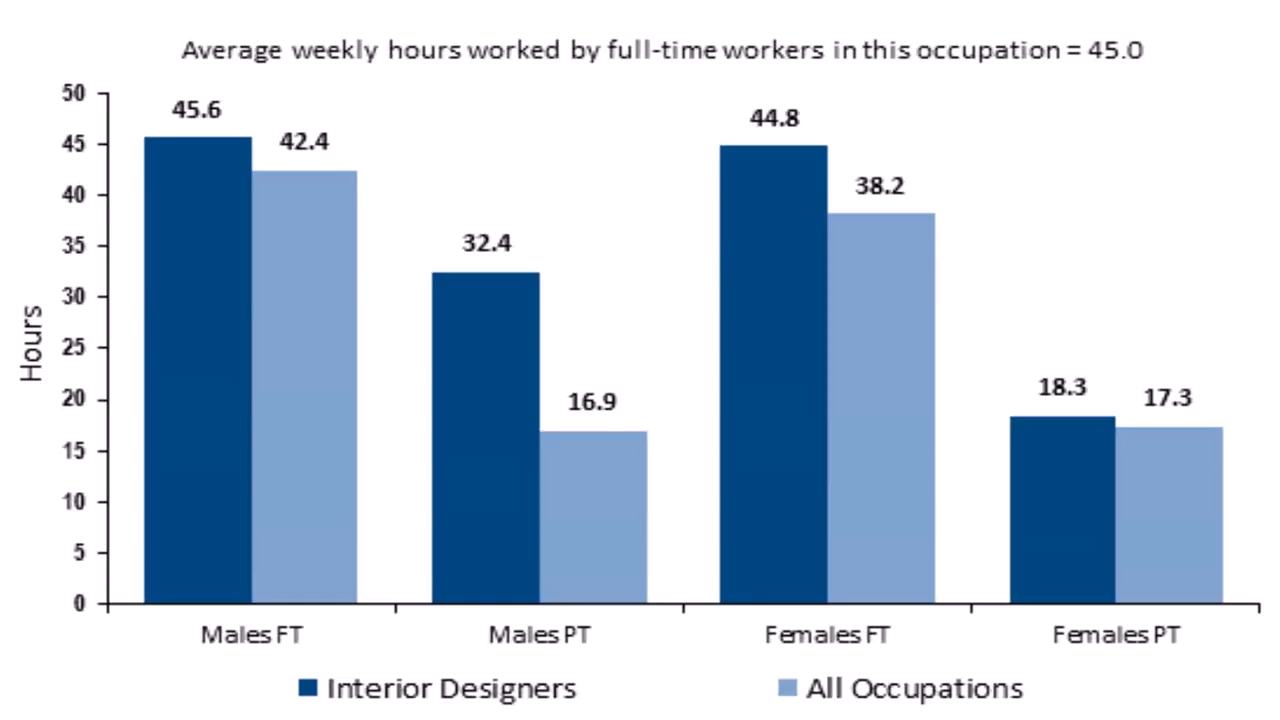 Average weekly hours worked by full-time workers in this occupation = 45.0
50
45
40
35
30
25
20
15
10
5
0
Hours
45.6
42.4
32.4
16.9
44.8
38.2
18.3
17.3
Males FT
Males PT
Females FT
Females PT
Interior Designers
All Occupations